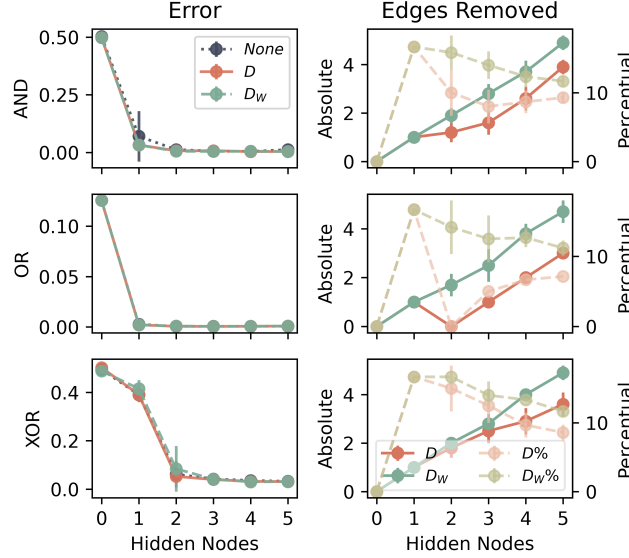 Error
Edges Removed
AND
0.50
0.25
0.00
None
D
D_W
Absolute
4
2
0
10
0
Percentual
OR
0.10
0.05
0.00
Absolute
4
2
0
10
0
Percentual
XOR
0.4
0.2
0.0
Absolute
4
2
0
D D%
D_W D_W%
10
0
Percentual
0 1 2 3 4 5
0 1 2 3 4 5
Hidden Nodes
Hidden Nodes